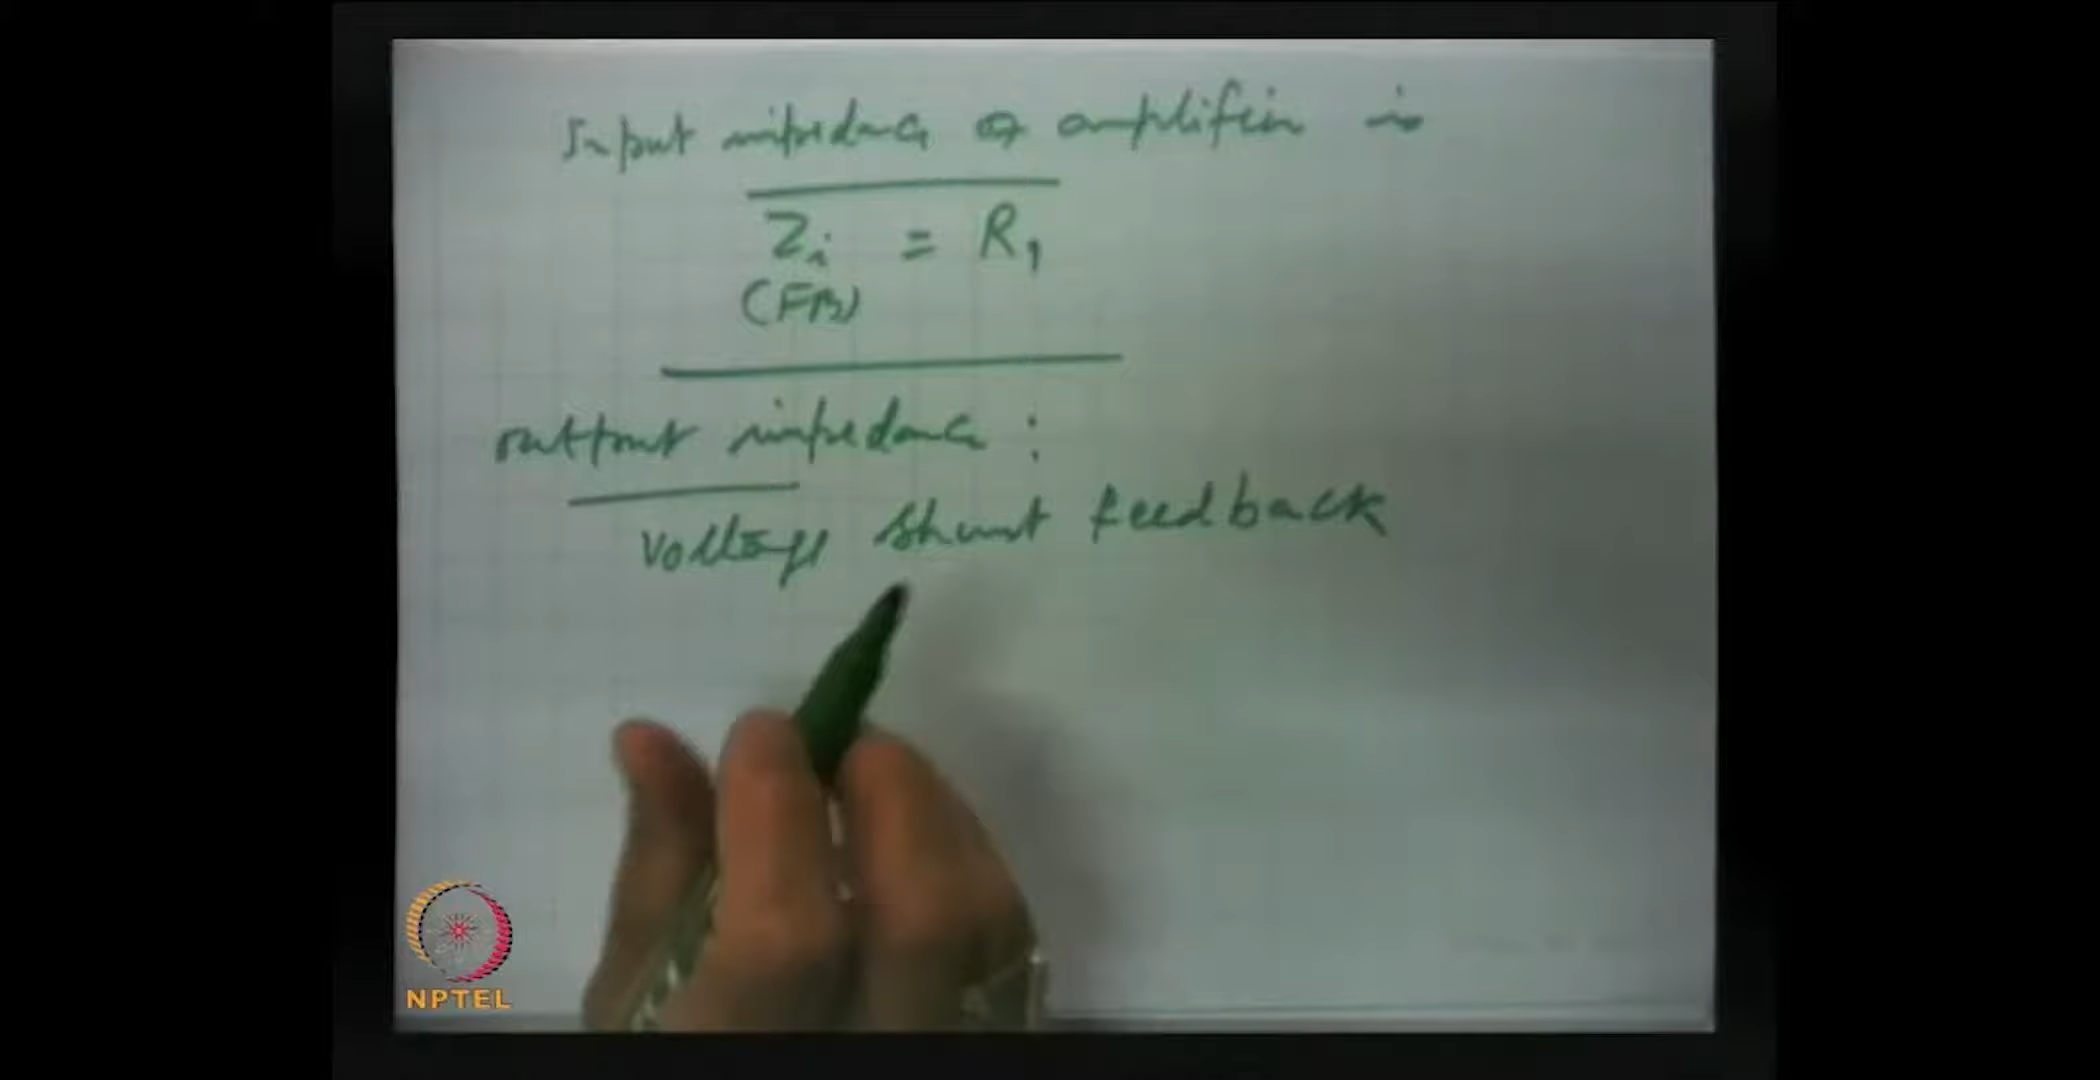 Input impedance of amplifier is
Zi = R1
(FB)
output impedance :
voltage shunt feedback
NPTEL